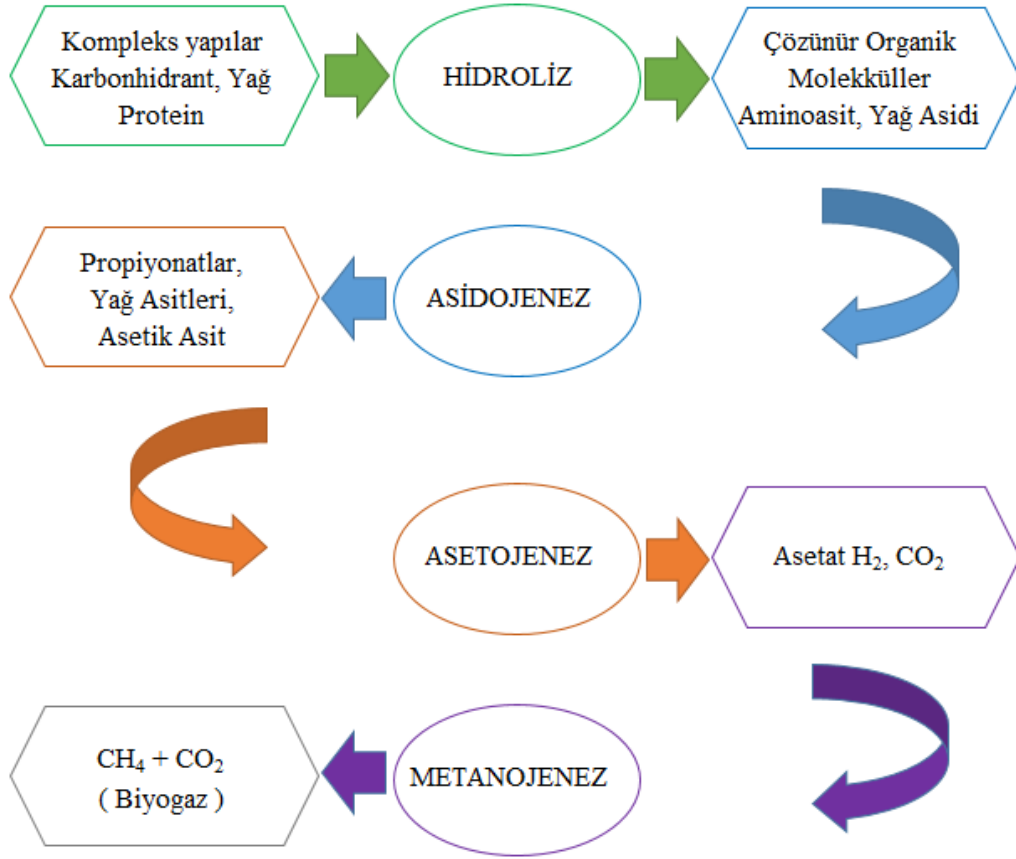 Kompleks yapılar
Karbonhidrant, Yağ
Protein
HİDROLİZ
Çözünür Organik
Molekküller
Aminoasit, Yağ Asidi
Propiyonatlar,
Yağ Asitleri,
Asetik Asit
ASİDOJENEZ
ASETOJENEZ
Asetat H₂, CO₂
CH₄ + CO₂
( Biyogaz )
METANOJENEZ